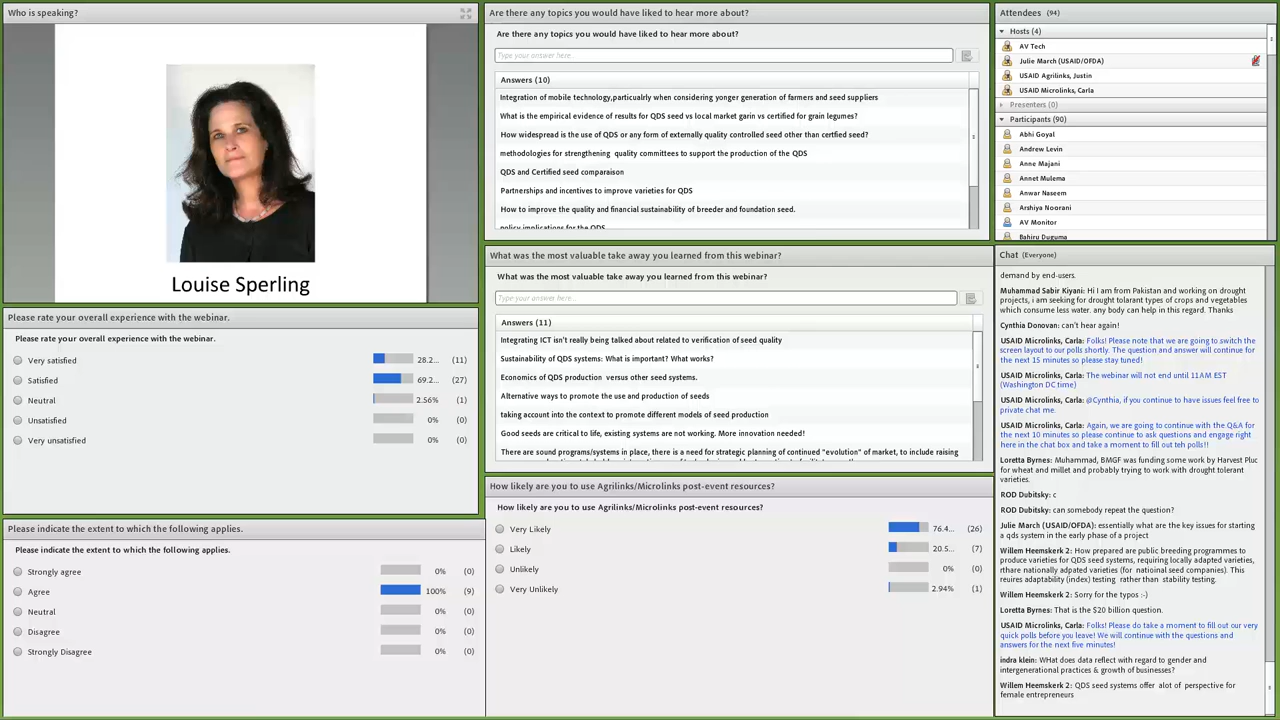 Who is speaking?
Louise Sperling
Please rate your overall experience with the webinar.
Please rate your overall experience with the webinar.
Very satisfied 28.2... (11)
Satisfied 69.2... (27)
Neutral 2.56% (1)
Unsatisfied 0% (0)
Very unsatisfied 0% (0)
Please indicate the extent to which the following applies.
Please indicate the extent to which the following applies.
Strongly agree 0% (0)
Agree 100% (9)
Neutral 0% (0)
Disagree 0% (0)
Strongly Disagree 0% (0)
Are there any topics you would have liked to hear more about?
Are there any topics you would have liked to hear more about?
Type your answer here...
Answers (10)
Integration of mobile technology,particualrly when considering yonger generation of farmers and seed suppliers
What is the empirical evidence of results for QDS seed vs local market garin vs certified for grain legumes?
How widespread is the use of QDS or any form of externally quality controlled seed other than certfied seed?
methodologies for strengthening quality committees to support the production of the QDS
QDS and Certified seed comparaison
Partnerships and incentives to improve varieties for QDS
How to improve the quality and financial sustainability of breeder and foundation seed.
policy implications for the QDS
What was the most valuable take away you learned from this webinar?
What was the most valuable take away you learned from this webinar?
Type your answer here...
Answers (11)
Integrating ICT isn't really being talked about related to verification of seed quality
Sustainability of QDS systems: What is important? What works?
Economics of QDS production versus other seed systems.
Alternative ways to promote the use and production of seeds
taking account into the context to promote different models of seed production
Good seeds are critical to life, existing systems are not working. More innovation needed!
There are sound programs/systems in place, there is a need for strategic planning of continued "evolution" of market, to include raising
How likely are you to use Agrilinks/Microlinks post-event resources?
How likely are you to use Agrilinks/Microlinks post-event resources?
Very Likely 76.4... (26)
Likely 20.5... (7)
Unlikely 0% (0)
Very Unlikely 2.94% (1)
Attendees (94)
Hosts (4)
AV Tech
Julie March (USAID/OFDA)
USAID Agrilinks, Justin
USAID Microlinks, Carla
Presenters (0)
Participants (90)
Abhi Goyal
Andrew Levin
Anne Majani
Annet Mulema
Anwar Naseem
Arshiya Noorani
AV Monitor
Bahiru Duguma
Chat (Everyone)
demand by end-users.
Muhammad Sabir Kiyani: Hi I am from Pakistan and working on drought
projects, i am seeking for drought tolarant types of crops and vegetables
which consume less water. any body can help in this regard. Thanks
Cynthia Donovan: can't hear again!
USAID Microlinks, Carla: Folks! Please note that we are going to switch the
screen layout to our polls shortly. The question and answer will continue for
the next 15 minutes so please stay tuned!
USAID Microlinks, Carla: The webinar will not end until 11AM EST
(Washington DC time)
USAID Microlinks, Carla: @Cynthia, if you continue to have issues feel free to
private chat me.
USAID Microlinks, Carla: Again, we are going to continue with the Q&A for
the next 10 minutes so please continue to ask questions and engage right
here in the chat box and take a moment to fill out teh polls!!
Loretta Byrnes: Muhammad, BMGF was funding some work by Harvest Pluc
for wheat and millet and probably trying to work with drought tolerant
varieties.
ROD Dubitsky: c
ROD Dubitsky: can somebody repeat the question?
Julie March (USAID/OFDA): essentially what are the key issues for starting
a qds system in the early phase of a project
Willem Heemskerk 2: How prepared are public breeding programmes to
produce varieties for QDS seed systems, requiring locally adapted varieties,
rthare nationally adpated varieties (for natioinal seed companies). This
reuires adaptability (index) testing rather than stability testing.
Willem Heemskerk 2: Sorry for the typos :-)
Loretta Byrnes: That is the $20 billion question.
USAID Microlinks, Carla: Folks! Please do take a moment to fill out our very
quick polls before you leave! We will continue with the questions and
answers for the next five minutes!
indra klein: WHat does data reflect with regard to gender and
intergenerational practices & growth of businesses?
Willem Heemskerk 2: QDS seed systems offer alot of perspective for
female entrepreneurs